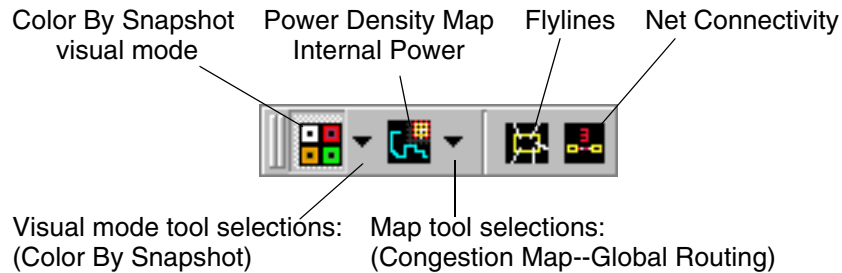 Color By Snapshot
visual mode
Power Density Map
Internal Power
Flylines
Net Connectivity
3
Visual mode tool selections:
(Color By Snapshot)
Map tool selections:
(Congestion Map--Global Routing)